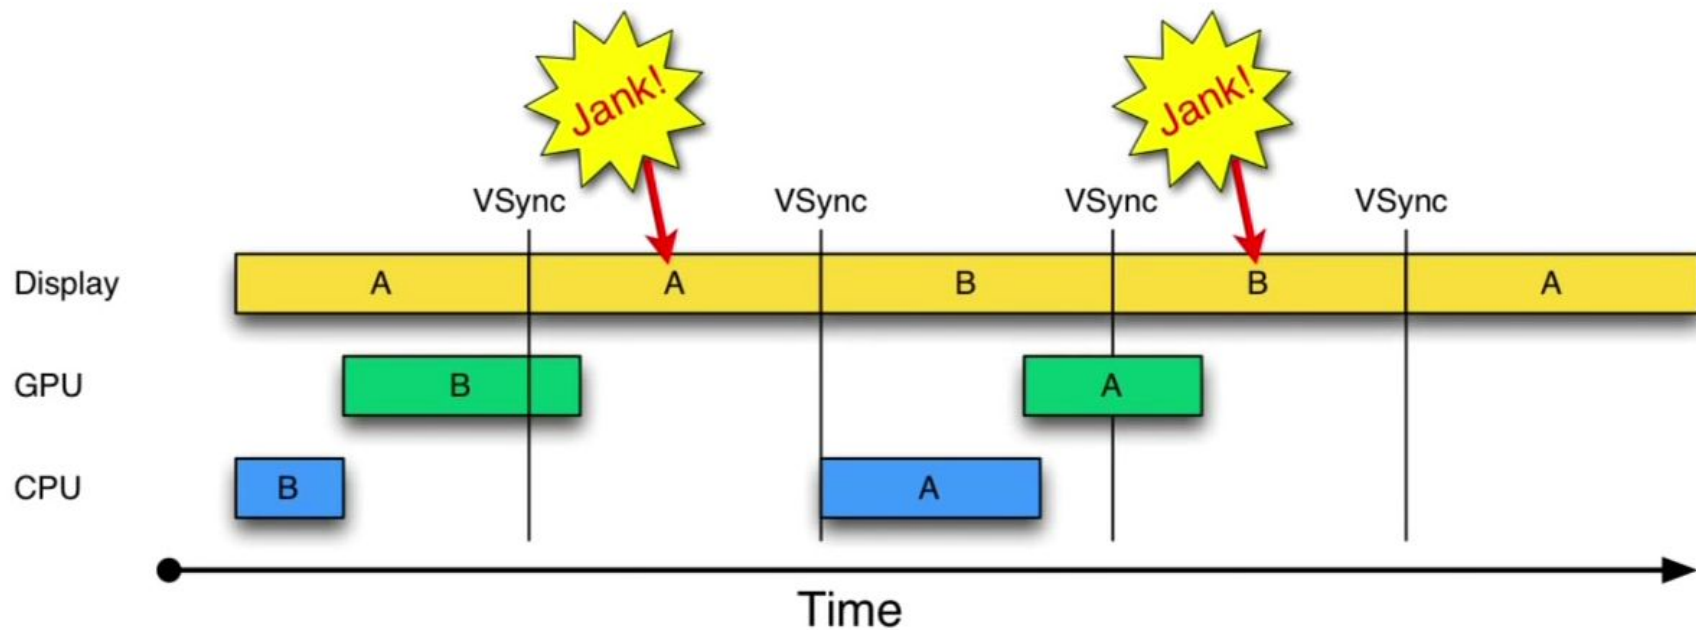 Jank!
Jank!
VSync VSync VSync VSync
Display A A B B A
GPU B A
CPU B A
Time